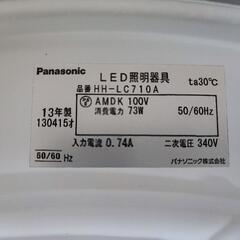 Panasonic LED照明器具 ta30℃
品番 HH-LC710A
AMDK 100V
消費電力 73W 50/60Hz
13年製
130415オ
入力電流 0.74A 二次電圧 340V
60/60 Hz
パナソニック株式会社